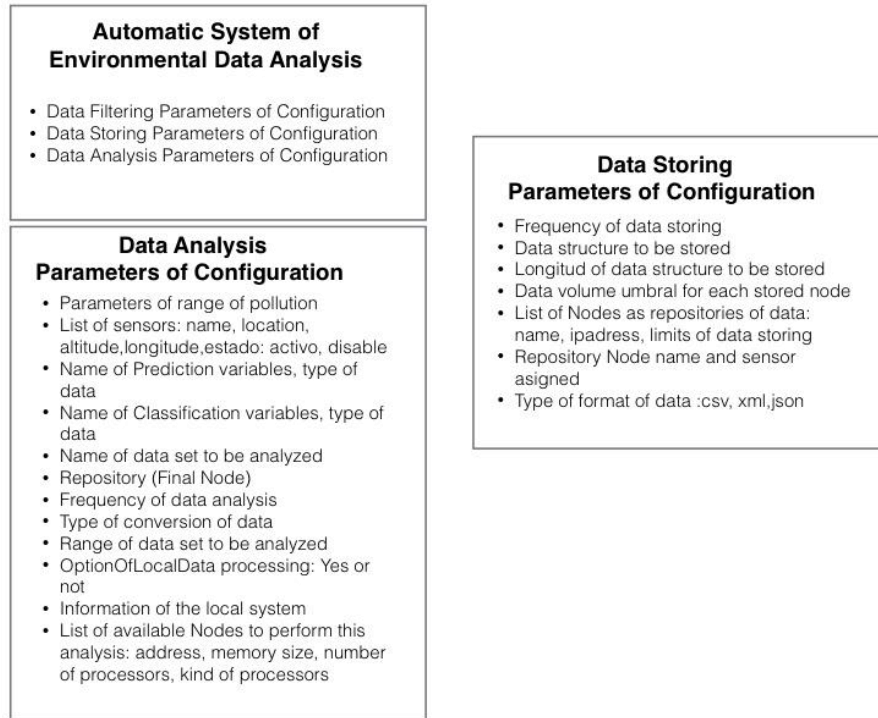 Automatic System of
Environmental Data Analysis
• Data Filtering Parameters of Configuration
• Data Storing Parameters of Configuration
• Data Analysis Parameters of Configuration
Data Analysis
Parameters of Configuration
• Parameters of range of pollution
• List of sensors: name, location,
altitude,longitude,estado: activo, disable
• Name of Prediction variables, type of
data
• Name of Classification variables, type of
data
• Name of data set to be analyzed
• Repository (Final Node)
• Frequency of data analysis
• Type of conversion of data
• Range of data set to be analyzed
• OptionOfLocalData processing: Yes or
not
• Information of the local system
• List of available Nodes to perform this
analysis: address, memory size, number
of processors, kind of processors
Data Storing
Parameters of Configuration
• Frequency of data storing
• Data structure to be stored
• Longitud of data structure to be stored
• Data volume umbral for each stored node
• List of Nodes as repositories of data:
name, ipadress, limits of data storing
• Repository Node name and sensor
asigned
• Type of format of data :csv, xml,json